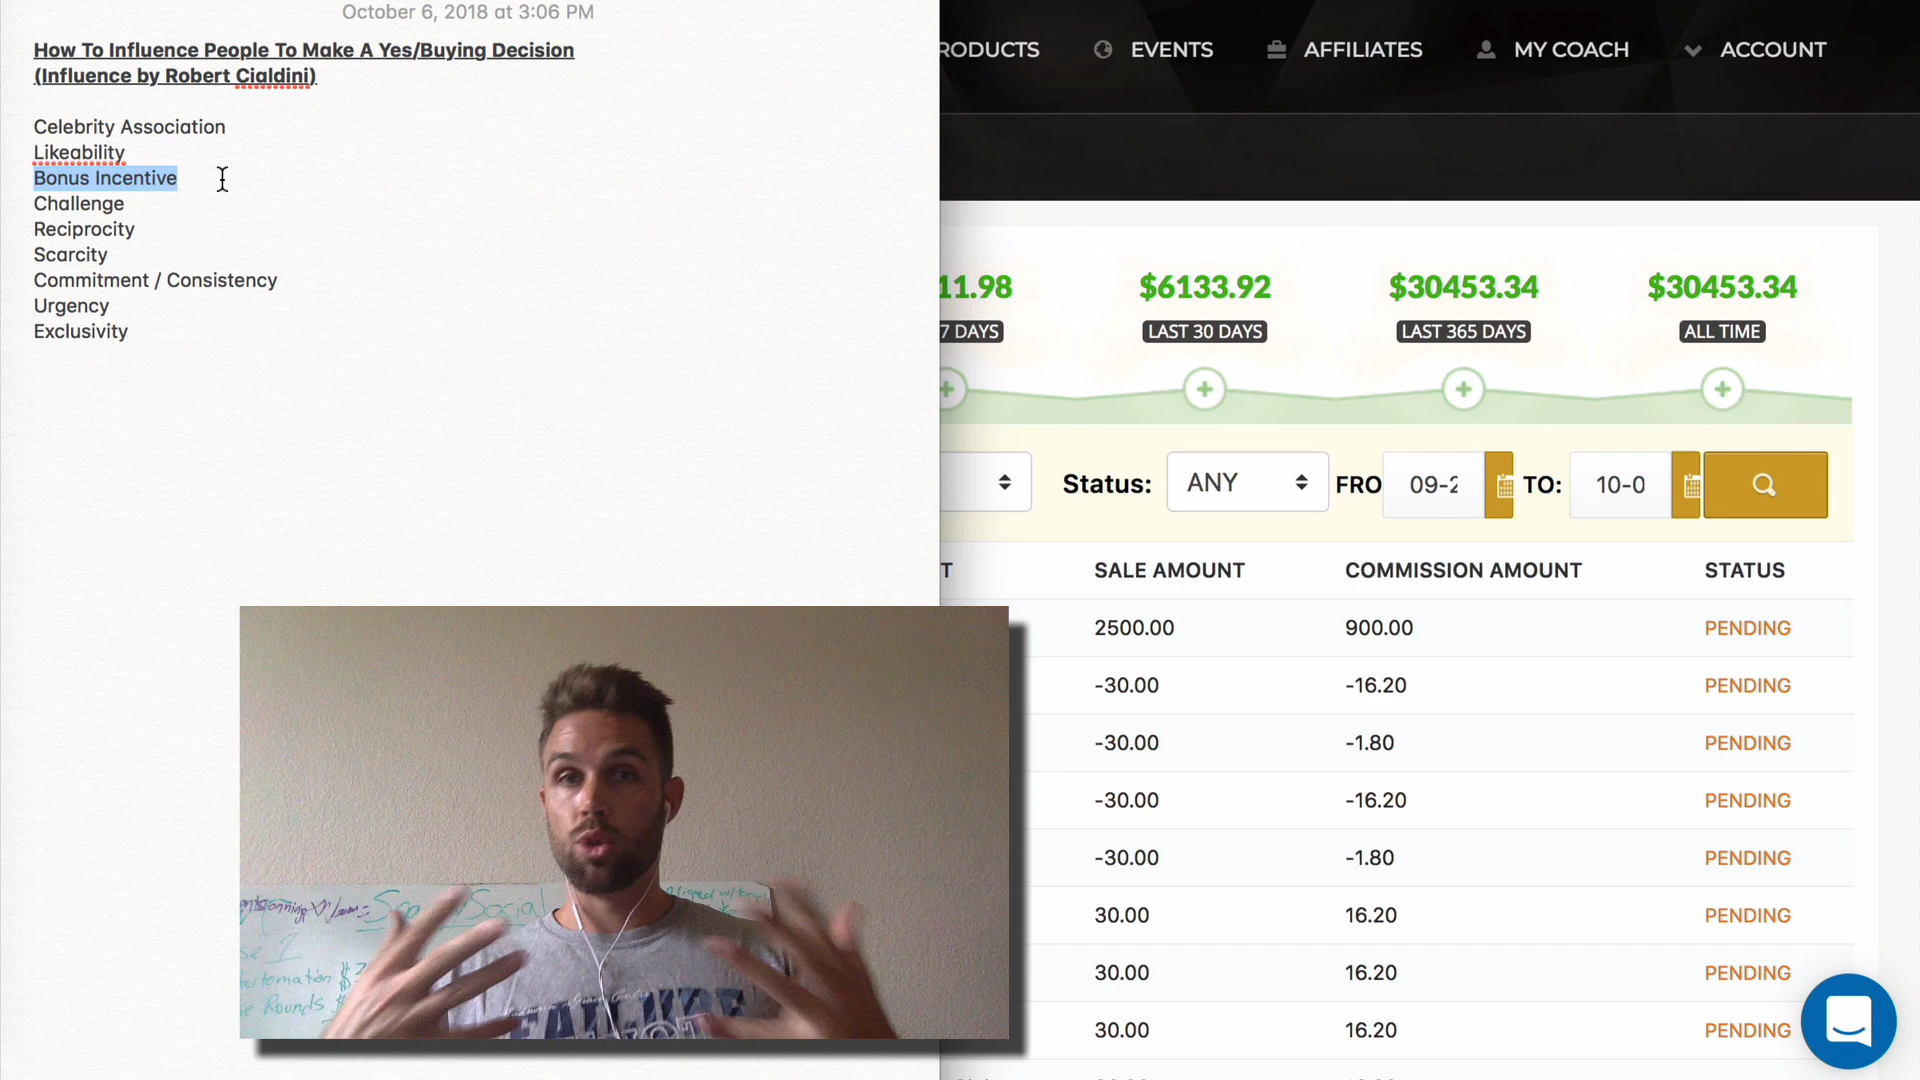 October 6, 2018 at 3:06 PM
How To Influence People To Make A Yes/Buying Decision
(Influence by Robert Cialdini)
Celebrity Association
Likeability
Bonus Incentive
Challenge
Reciprocity
Scarcity
Commitment / Consistency
Urgency
Exclusivity
RODUCTS EVENTS AFFILIATES MY COACH ACCOUNT
11.98 $6133.92 $30453.34 $30453.34
7 DAYS LAST 30 DAYS LAST 365 DAYS ALL TIME
Status: ANY FRO 09-2 TO: 10-0
T SALE AMOUNT COMMISSION AMOUNT STATUS
2500.00 900.00 PENDING
-30.00 -16.20 PENDING
-30.00 -1.80 PENDING
-30.00 -16.20 PENDING
-30.00 -1.80 PENDING
30.00 16.20 PENDING
30.00 16.20 PENDING
30.00 16.20 PENDING
Social